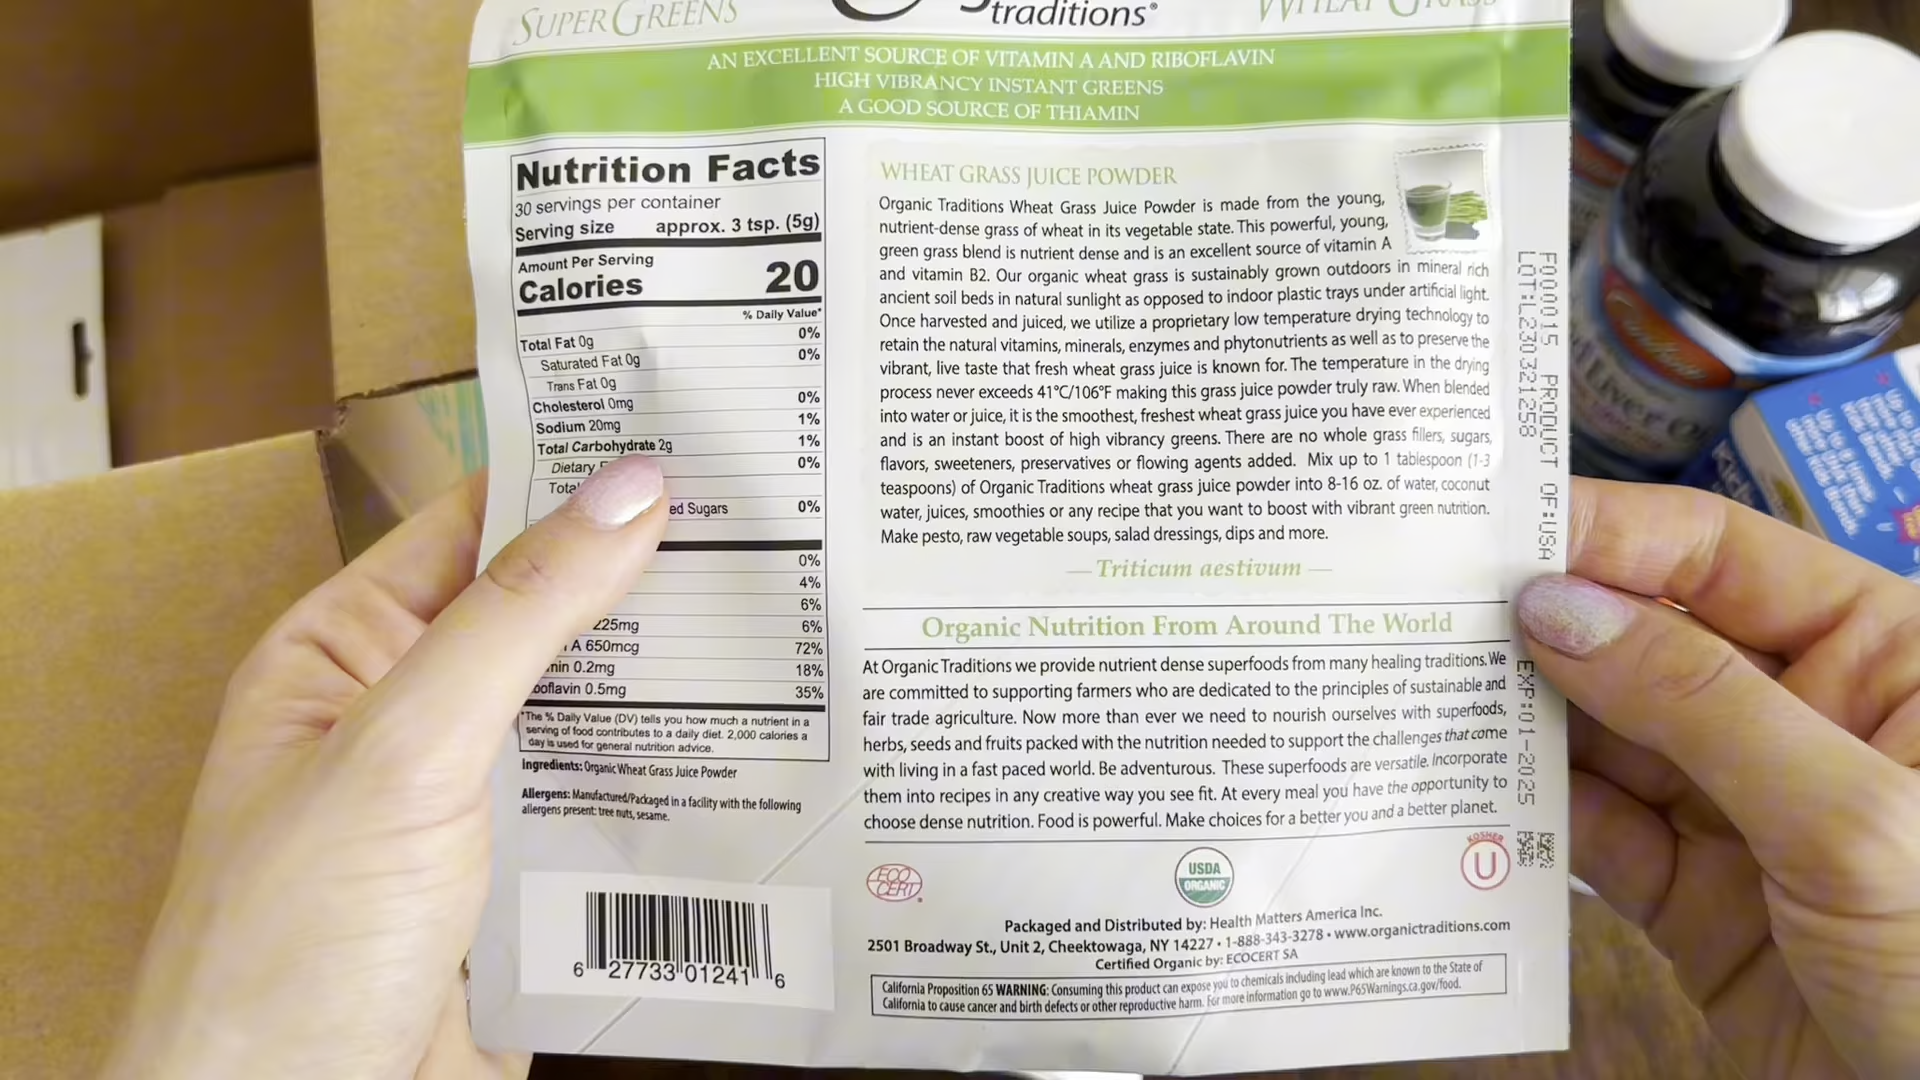 SUPER GREENS
traditions®
WHEAT GRASS
AN EXCELLENT SOURCE OF VITAMIN A AND RIBOFLAVIN
HIGH VIBRANCY INSTANT GREENS
A GOOD SOURCE OF THIAMIN
Nutrition Facts
30 servings per container
Serving size approx. 3 tsp. (5g)
Amount Per Serving
Calories 20
% Daily Value*
Total Fat 0g 0%
Saturated Fat 0g 0%
Trans Fat 0g
Cholesterol 0mg 0%
Sodium 20mg 1%
Total Carbohydrate 2g 1%
Dietary 0%
Total
ed Sugars 0%
0%
4%
6%
225mg 6%
A 650mcg 72%
min 0.2mg 18%
boflavin 0.5mg 35%
*The % Daily Value (DV) tells you how much a nutrient in a
serving of food contributes to a daily diet. 2,000 calories a
day is used for general nutrition advice.
Ingredients: Organic Wheat Grass Juice Powder
Allergens: Manufactured/Packaged in a facility with the following
allergens present: tree nuts, sesame.
6 27733 01241 6
WHEAT GRASS JUICE POWDER
Organic Traditions Wheat Grass Juice Powder is made from the young,
nutrient-dense grass of wheat in its vegetable state. This powerful, young,
green grass blend is nutrient dense and is an excellent source of vitamin A
and vitamin B2. Our organic wheat grass is sustainably grown outdoors in mineral rich
ancient soil beds in natural sunlight as opposed to indoor plastic trays under artificial light.
Once harvested and juiced, we utilize a proprietary low temperature drying technology to
retain the natural vitamins, minerals, enzymes and phytonutrients as well as to preserve the
vibrant, live taste that fresh wheat grass juice is known for. The temperature in the drying
process never exceeds 41°C/106°F making this grass juice powder truly raw. When blended
into water or juice, it is the smoothest, freshest wheat grass juice you have ever experienced
and is an instant boost of high vibrancy greens. There are no whole grass fillers, sugars,
flavors, sweeteners, preservatives or flowing agents added. Mix up to 1 tablespoon (1-3
teaspoons) of Organic Traditions wheat grass juice powder into 8-16 oz. of water, coconut
water, juices, smoothies or any recipe that you want to boost with vibrant green nutrition.
Make pesto, raw vegetable soups, salad dressings, dips and more.
— Triticum aestivum —
Organic Nutrition From Around The World
At Organic Traditions we provide nutrient dense superfoods from many healing traditions. We
are committed to supporting farmers who are dedicated to the principles of sustainable and
fair trade agriculture. Now more than ever we need to nourish ourselves with superfoods,
herbs, seeds and fruits packed with the nutrition needed to support the challenges that come
with living in a fast paced world. Be adventurous. These superfoods are versatile. Incorporate
them into recipes in any creative way you see fit. At every meal you have the opportunity to
choose dense nutrition. Food is powerful. Make choices for a better you and a better planet.
ECO CERT
USDA
ORGANIC
KOSHER
U
Packaged and Distributed by: Health Matters America Inc.
2501 Broadway St., Unit 2, Cheektowaga, NY 14227 • 1-888-343-3278 • www.organictraditions.com
Certified Organic by: ECOCERT SA
California Proposition 65 WARNING: Consuming this product can expose you to chemicals including lead which are known to the State of
California to cause cancer and birth defects or other reproductive harm. For more information go to www.P65Warnings.ca.gov/food.
F000015 PRODUCT OF:USA
LOT:L230321258
EXP:01-2025